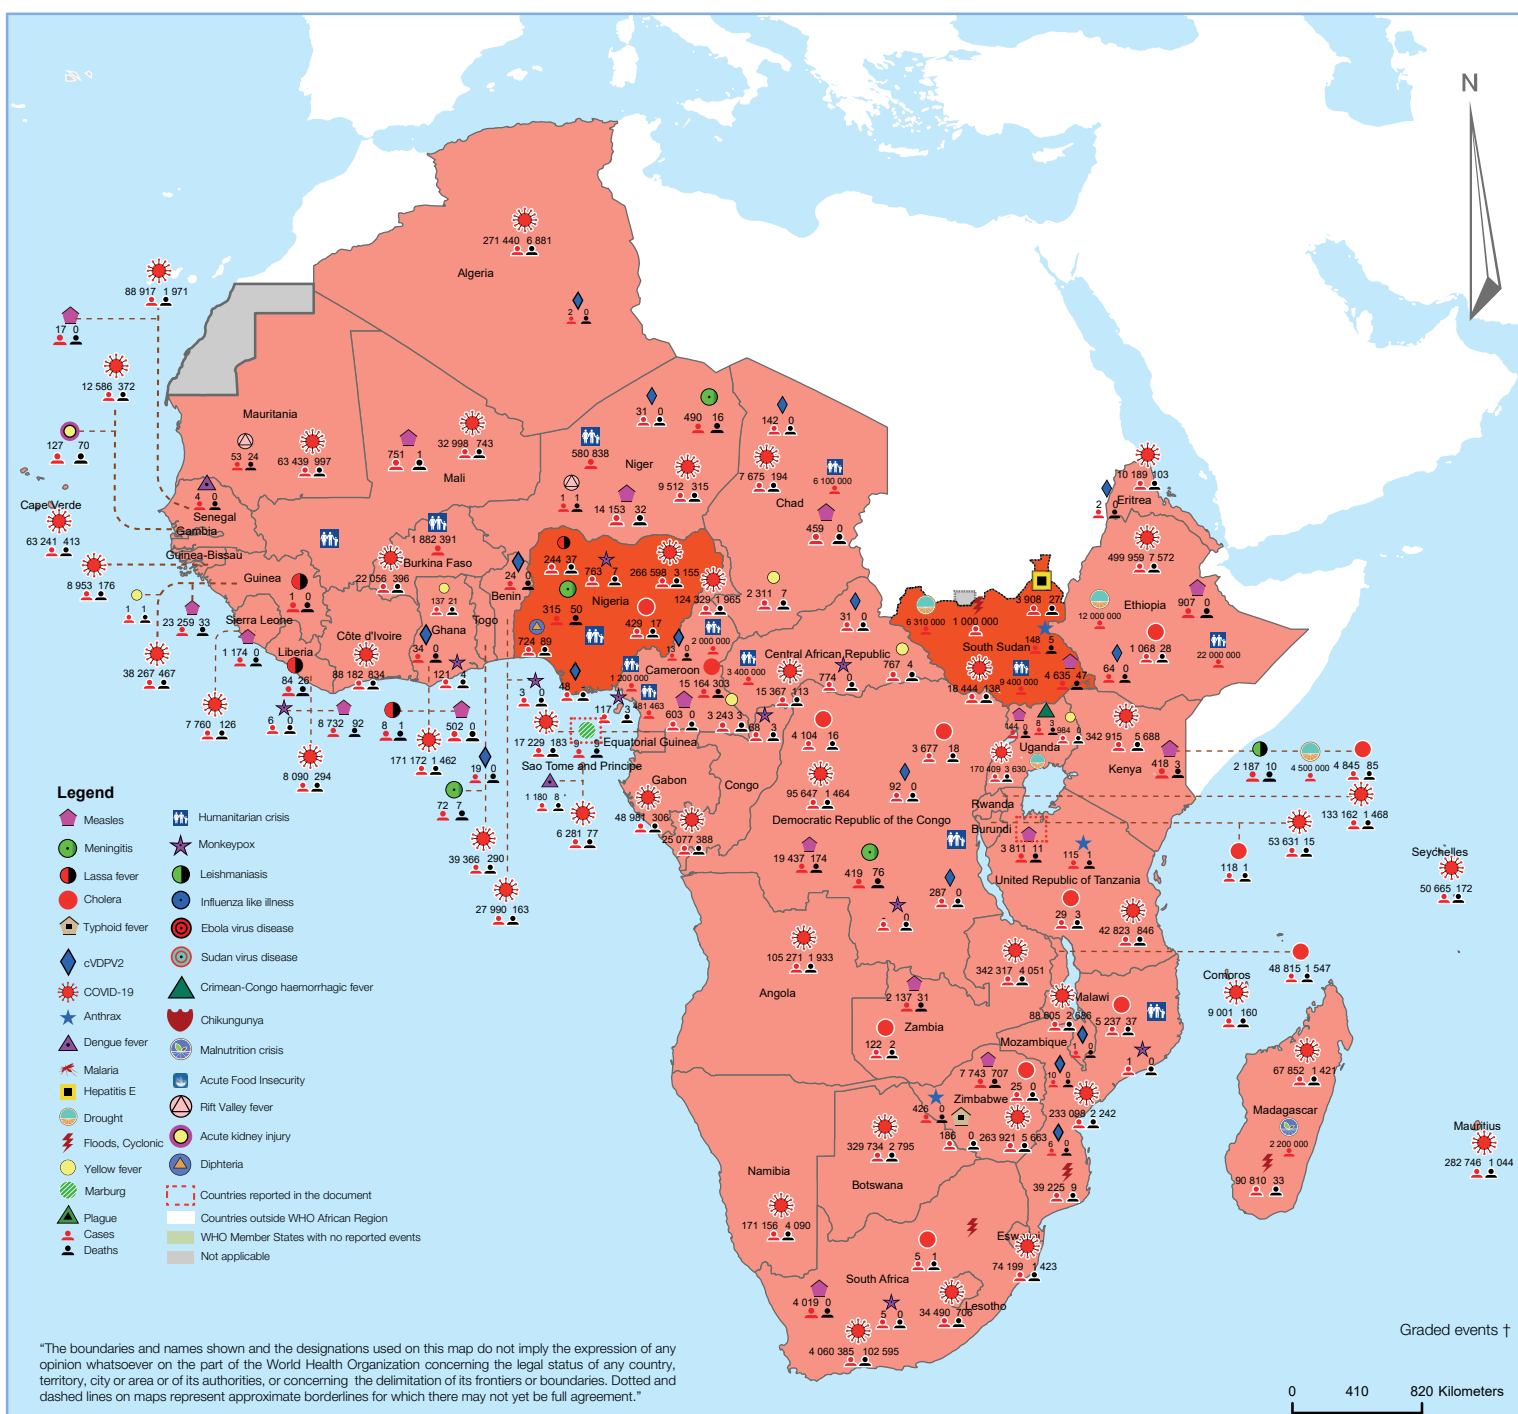 N
271 440 6 881
Algeria
2 0
88 917 1 971
17 0
12 586 372
127 70
Mauritania
53 24
63 439 997
751 1
32 998 743
Mali
31 0
490 16
580 838
Niger
9 512 315
1 1
14 153 32
142 0
7 675 194
6 100 000
Chad
459 0
10 189 103
Eritrea
2 0
4 0
Senegal
Cape Verde
Gambia
63 241 413
Guinea-Bissau
8 953 176
Guinea
1 0
1 1
23 259 33
Sierra Leone
1 174 0
38 267 467
Liberia
84 26
7 760 126
6 0
8 732 92
8 1
502 0
8 090 294
171 172 1 462
19 0
72 7
39 366 290
27 990 163
1 882 391
Burkina Faso
22 056 396
137 21
Côte d'Ivoire
Ghana
34 0
88 182 834
121 4
Togo
Benin
24 0
244 37
763 7
266 598 3 155
315 50
Nigeria
429 17
724 89
48
3 0
17 229 183
9 9
Sao Tome and Principe
1 180 8
6 281 77
124 329 1 965
13 0
2 000 000
1 200 000
Cameroon
15 164 303
3 400 000
481 463
117 3
603 0
3 243 3
68 3
Equatorial Guinea
2 311 7
31 0
Central African Republic
767 4
774 0
15 367 113
6 310 000
1 000 000
3 908
148 5
South Sudan
9 400 000
18 444 138
4 635 47
499 959 7 572
12 000 000
Ethiopia
907 0
1 068 28
22 000 000
64 0
144 0
8 3
984 0
Uganda
170 409 3 630
342 915 5 688
Kenya
418 3
2 187 10
4 500 000
4 845 85
133 162 1 468
53 631 15
118 1
Seychelles
50 665 172
Gabon
48 981 306
Congo
25 077 388
4 104 16
3 677 18
95 647 1 464
92 0
Democratic Republic of the Congo
19 437 174
419 76
287 0
0
Rwanda
Burundi
3 811 11
115 1
United Republic of Tanzania
29 3
42 823 846
105 271 1 933
Angola
342 317 4 051
48 815 1 547
Comoros
9 001 160
2 137 31
Zambia
122 2
Malawi
88 605 2 686
5 237 37
Mozambique
1 0
1 0
10 0
7 743 707
25 0
Zimbabwe
426 0
186 0
263 921 5 663
233 098 2 242
6 0
39 225 9
67 852 1 421
Madagascar
2 200 000
90 810 33
Mauritius
282 746 1 044
329 734 2 795
Botswana
Namibia
171 156 4 090
5 1
South Africa
4 019 0
5 0
4 060 385 102 595
34 490 706
Lesotho
74 199 1 423
Legend
Measles
Meningitis
Lassa fever
Cholera
Typhoid fever
cVDPV2
COVID-19
Anthrax
Dengue fever
Malaria
Hepatitis E
Drought
Floods, Cyclonic
Yellow fever
Marburg
Plague
Cases
Deaths
Humanitarian crisis
Monkeypox
Leishmaniasis
Influenza like illness
Ebola virus disease
Sudan virus disease
Crimean-Congo haemorrhagic fever
Chikungunya
Malnutrition crisis
Acute Food Insecurity
Rift Valley fever
Acute kidney injury
Diphteria
Countries reported in the document
Countries outside WHO African Region
WHO Member States with no reported events
Not applicable
Graded events †
0 410 820 Kilometers
“The boundaries and names shown and the designations used on this map do not imply the expression of any
opinion whatsoever on the part of the World Health Organization concerning the legal status of any country,
territory, city or area or of its authorities, or concerning the delimitation of its frontiers or boundaries. Dotted and
dashed lines on maps represent approximate borderlines for which there may not yet be full agreement.”